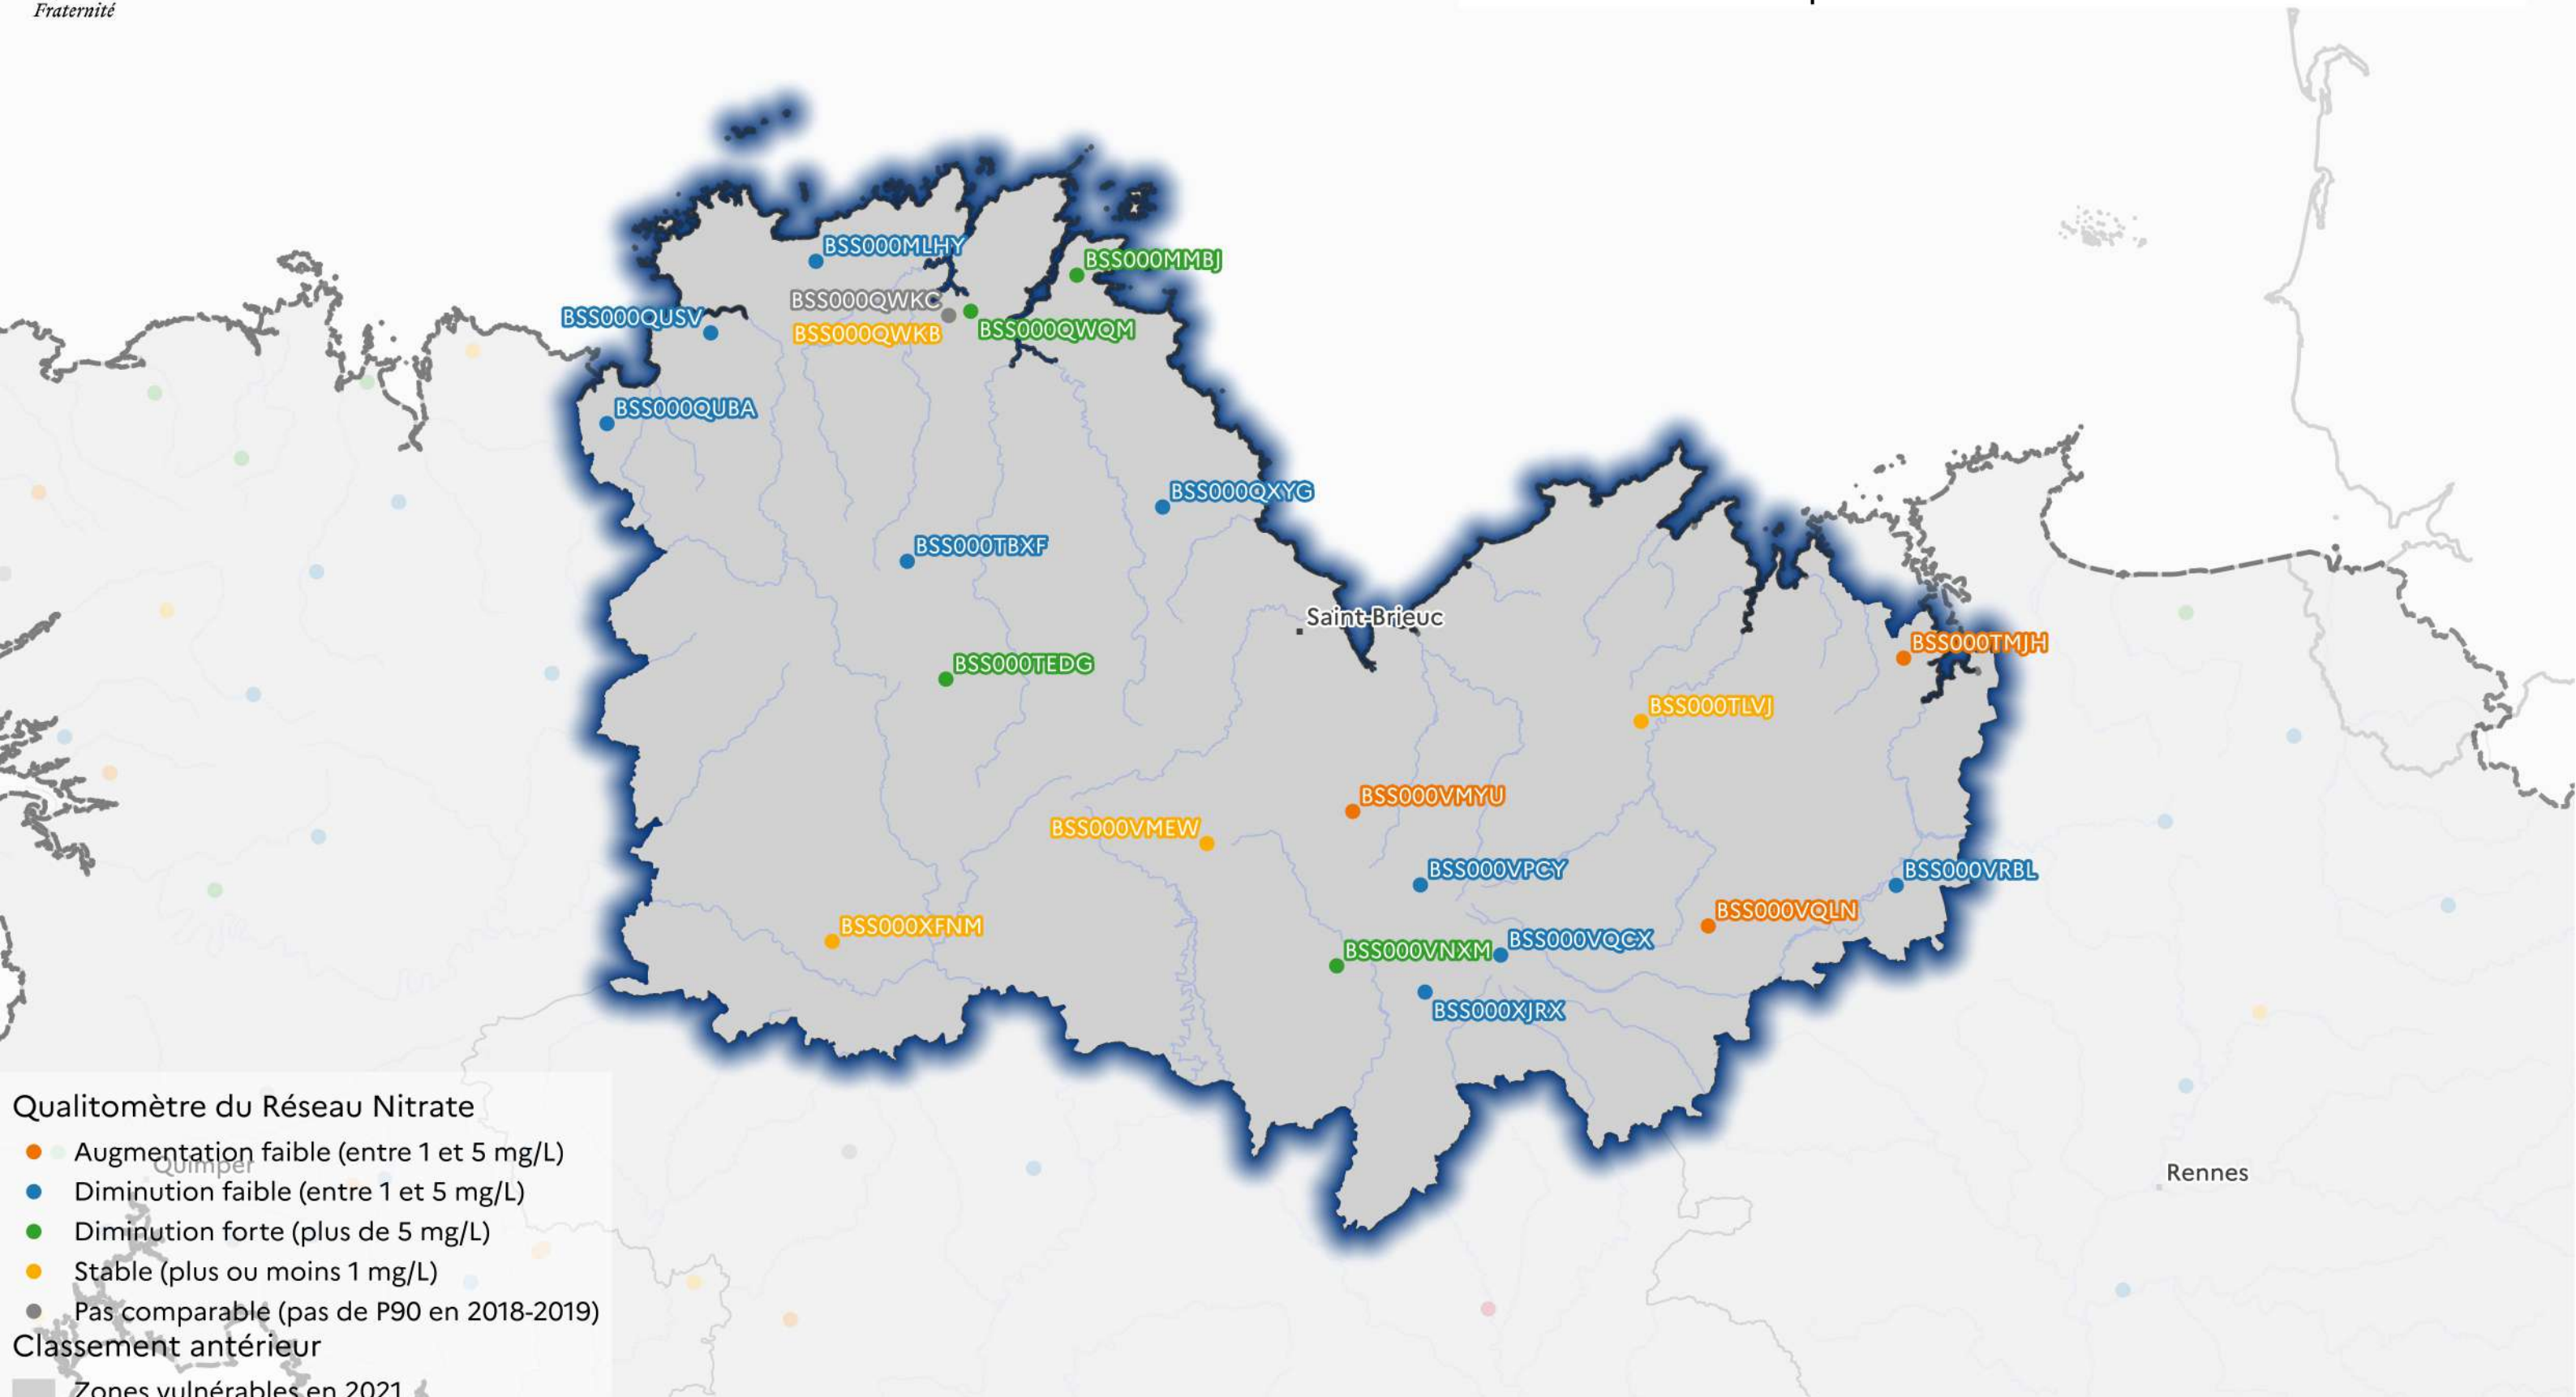 Fraternité
BSS000MLHY
BSS000MMBJ
BSS000QWKC
BSS000QUSV
BSS000QWKB
BSS000QWQM
BSS000QUBA
BSS000QXYG
BSS000TBXF
Saint-Brieuc
BSS000TMJH
BSS000TEDG
BSS000TLVJ
BSS000VMYU
BSS000VMEW
BSS000VPCY
BSS000VRBL
BSS000VQLN
BSS000XFNM
BSS000VQCX
BSS000VNXM
BSS000XJRX
Rennes
Qualitomètre du Réseau Nitrate
Augmentation faible (entre 1 et 5 mg/L)
Quimper
Diminution faible (entre 1 et 5 mg/L)
Diminution forte (plus de 5 mg/L)
Stable (plus ou moins 1 mg/L)
Pas comparable (pas de P90 en 2018-2019)
Classement antérieur
Zones vulnérables en 2021